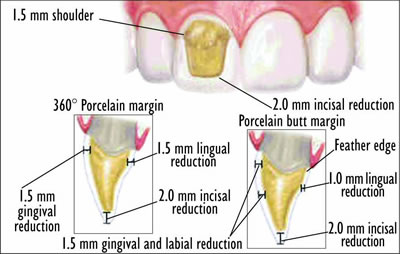 1.5 mm shoulder
2.0 mm incisal reduction
360° Porcelain margin
1.5 mm
gingival
reduction
1.5 mm lingual
reduction
2.0 mm incisal
reduction
Porcelain butt margin
Feather edge
1.0 mm lingual
reduction
1.5 mm gingival and labial reduction
2.0 mm incisal
reduction